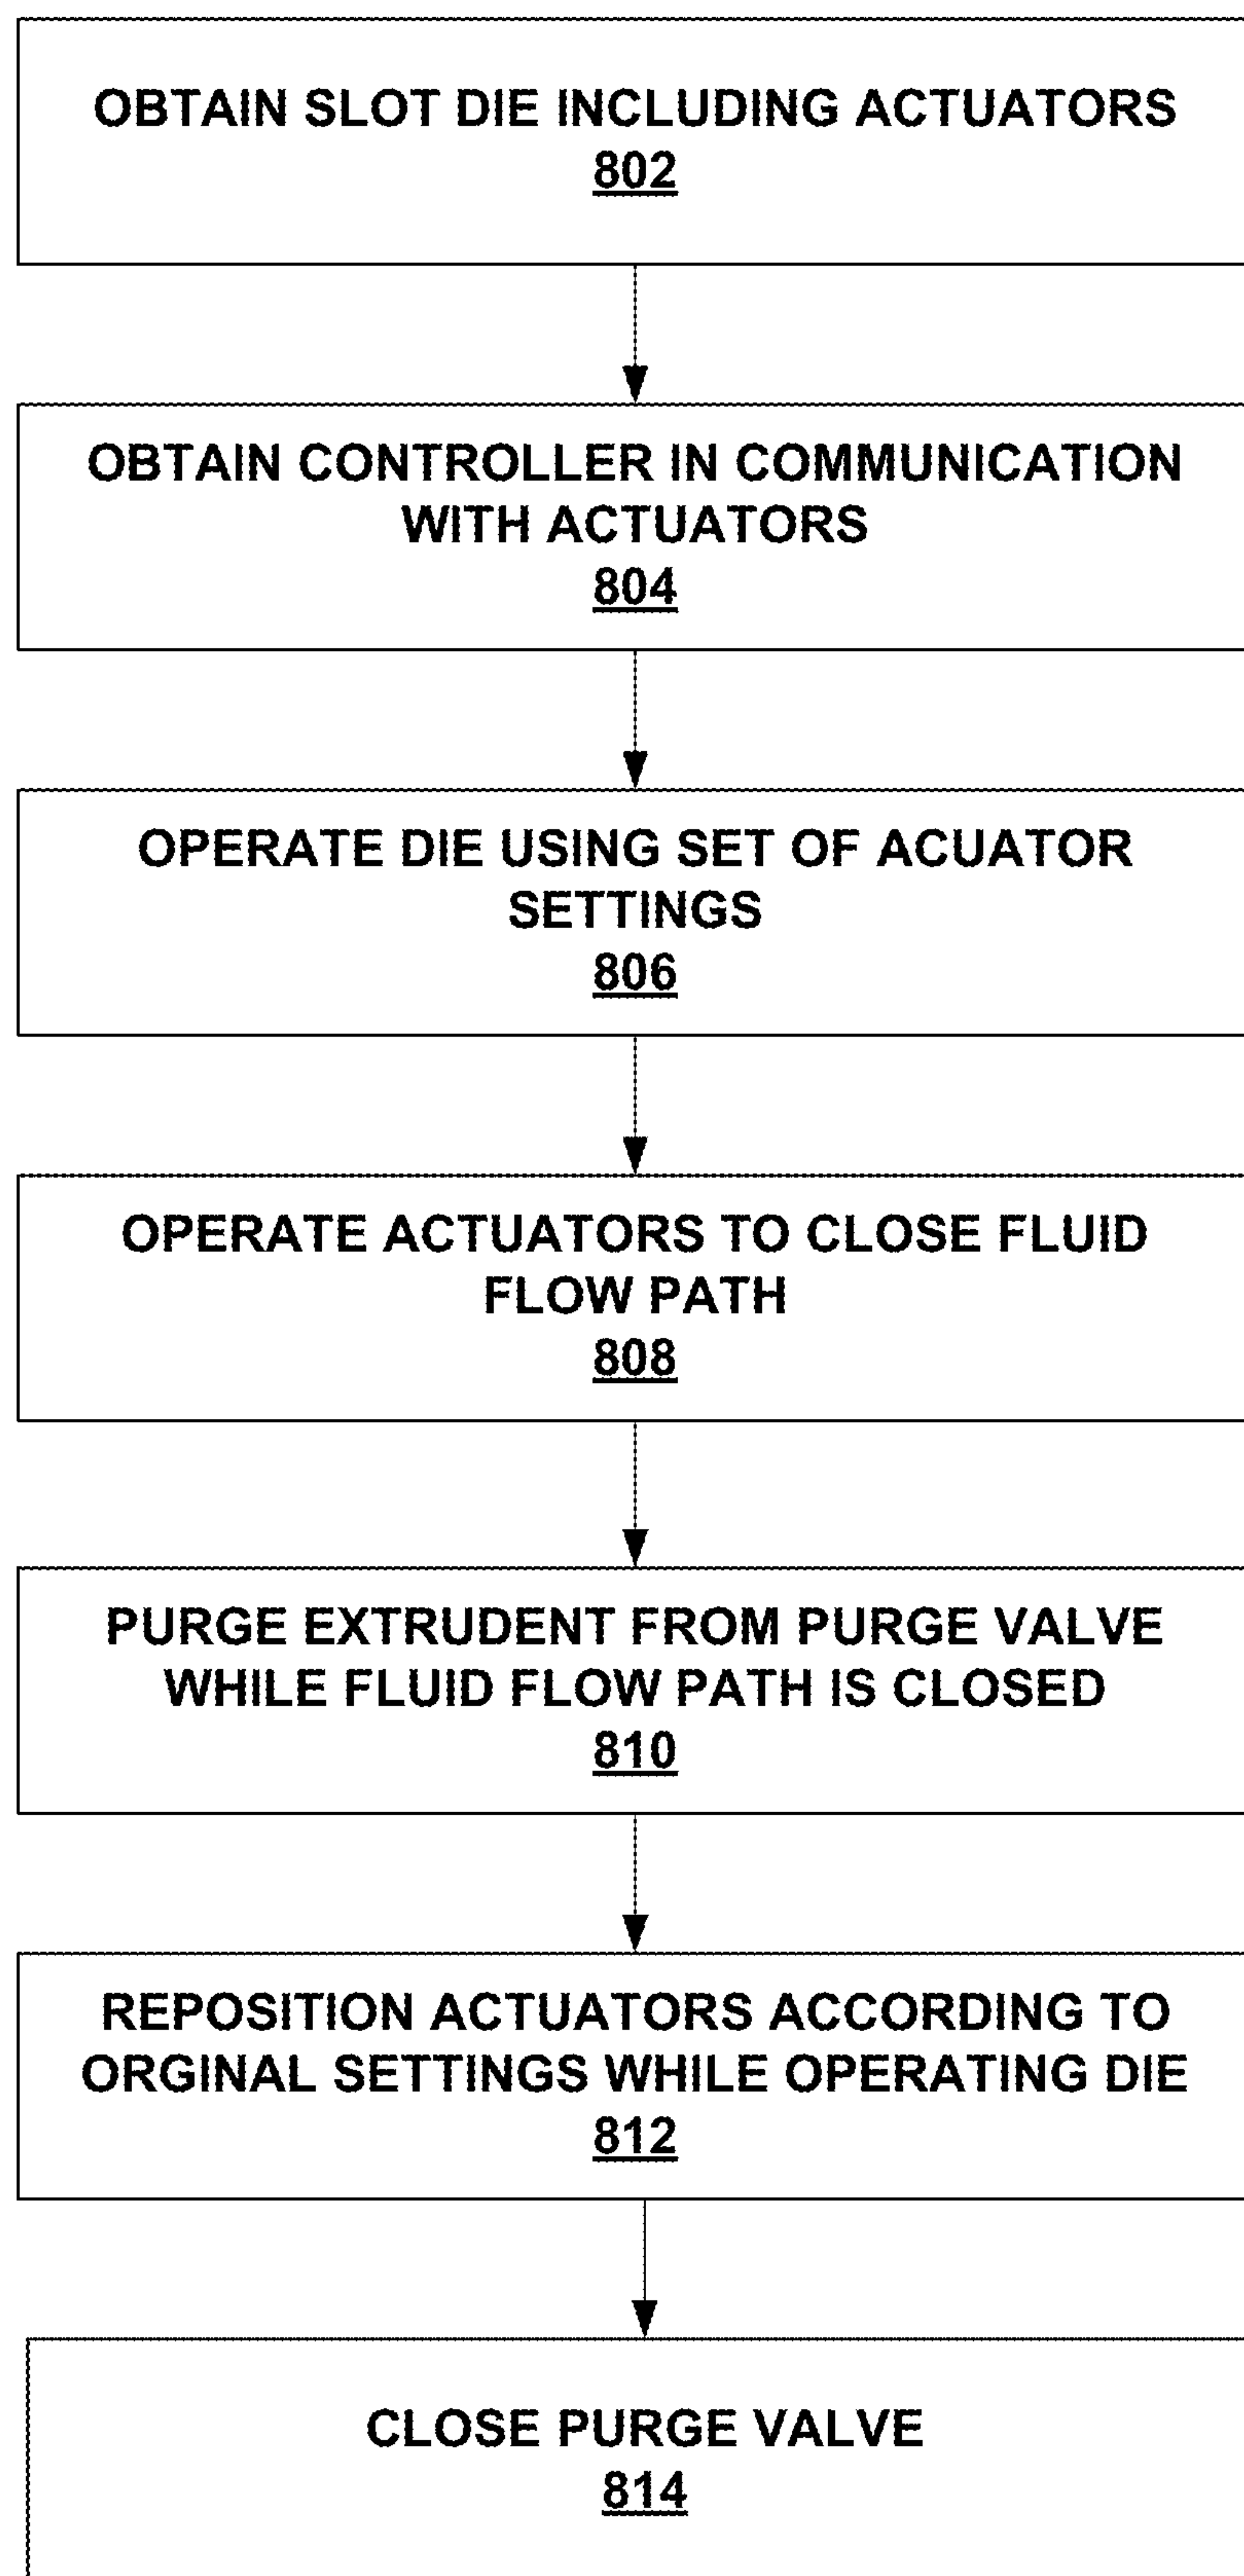 OBTAIN SLOT DIE INCLUDING ACTUATORS
802
OBTAIN CONTROLLER IN COMMUNICATION
WITH ACTUATORS
804
OPERATE DIE USING SET OF ACUATOR
SETTINGS
806
OPERATE ACTUATORS TO CLOSE FLUID
FLOW PATH
808
PURGE EXTRUDENT FROM PURGE VALVE
WHILE FLUID FLOW PATH IS CLOSED
810
REPOSITION ACTUATORS ACCORDING TO
ORGINAL SETTINGS WHILE OPERATING DIE
812
CLOSE PURGE VALVE
814